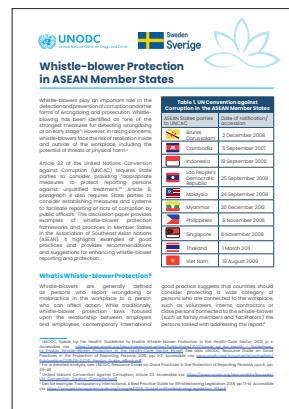 UNODC
United Nations Office on Drugs and Crime
Sweden
Sverige
Whistle-blower Protection
in ASEAN Member States
Whistle-blowers play an important role in the
detection and prevention of corruption and other
forms of wrongdoing and prosecution. Whistle-
blowing has been identified as "one of the
strongest measures for detecting wrongdoing
at an early stage". However, in raising concerns,
whistle-blowers face the risk of retaliation inside
and outside of the workplace, including the
potential of threats or physical harm.
Article 33 of the United Nations Convention
against Corruption (UNCAC) requires States
parties to consider providing "appropriate
measures to protect reporting persons
against unjustified treatment". Article 8,
paragraph 4 also requires States parties to
consider establishing measures and systems
to facilitate reporting of acts of corruption by
public officials. This discussion paper provides
examples of whistle-blower protection
frameworks and practices in Member States
in the Association of Southeast Asian Nations
(ASEAN). It highlights examples of good
practices and provides recommendations
and suggestions for enhancing whistle-blower
reporting and protection.
Table 1. UN Convention against
Corruption in the ASEAN Member States
ASEAN States parties to UNCAC
Date of ratification/ accession
Brunei Darussalam 2 December 2008
Cambodia 5 September 2007
Indonesia 19 September 2006
Lao People's Democratic Republic 25 September 2009
Malaysia 24 September 2008
Myanmar 20 December 2012
Philippines 8 November 2006
Singapore 6 November 2009
Thailand 1 March 2011
Viet Nam 19 August 2009
What is Whistle-blower Protection?
Whistle-blowers are generally defined
as persons who report wrongdoing or
malpractice in the workplace to a person
who can effect action. While traditionally,
whistle-blower protection laws focused
upon the relationship between employers and
employees, contemporary international
good practice suggests that countries should
consider protecting a wide category of
persons who are connected to the workplace,
such as volunteers, interns, contractors or
close persons connected to the whistle-blower
(such as family members and facilitators) the
persons tasked with addressing the report.